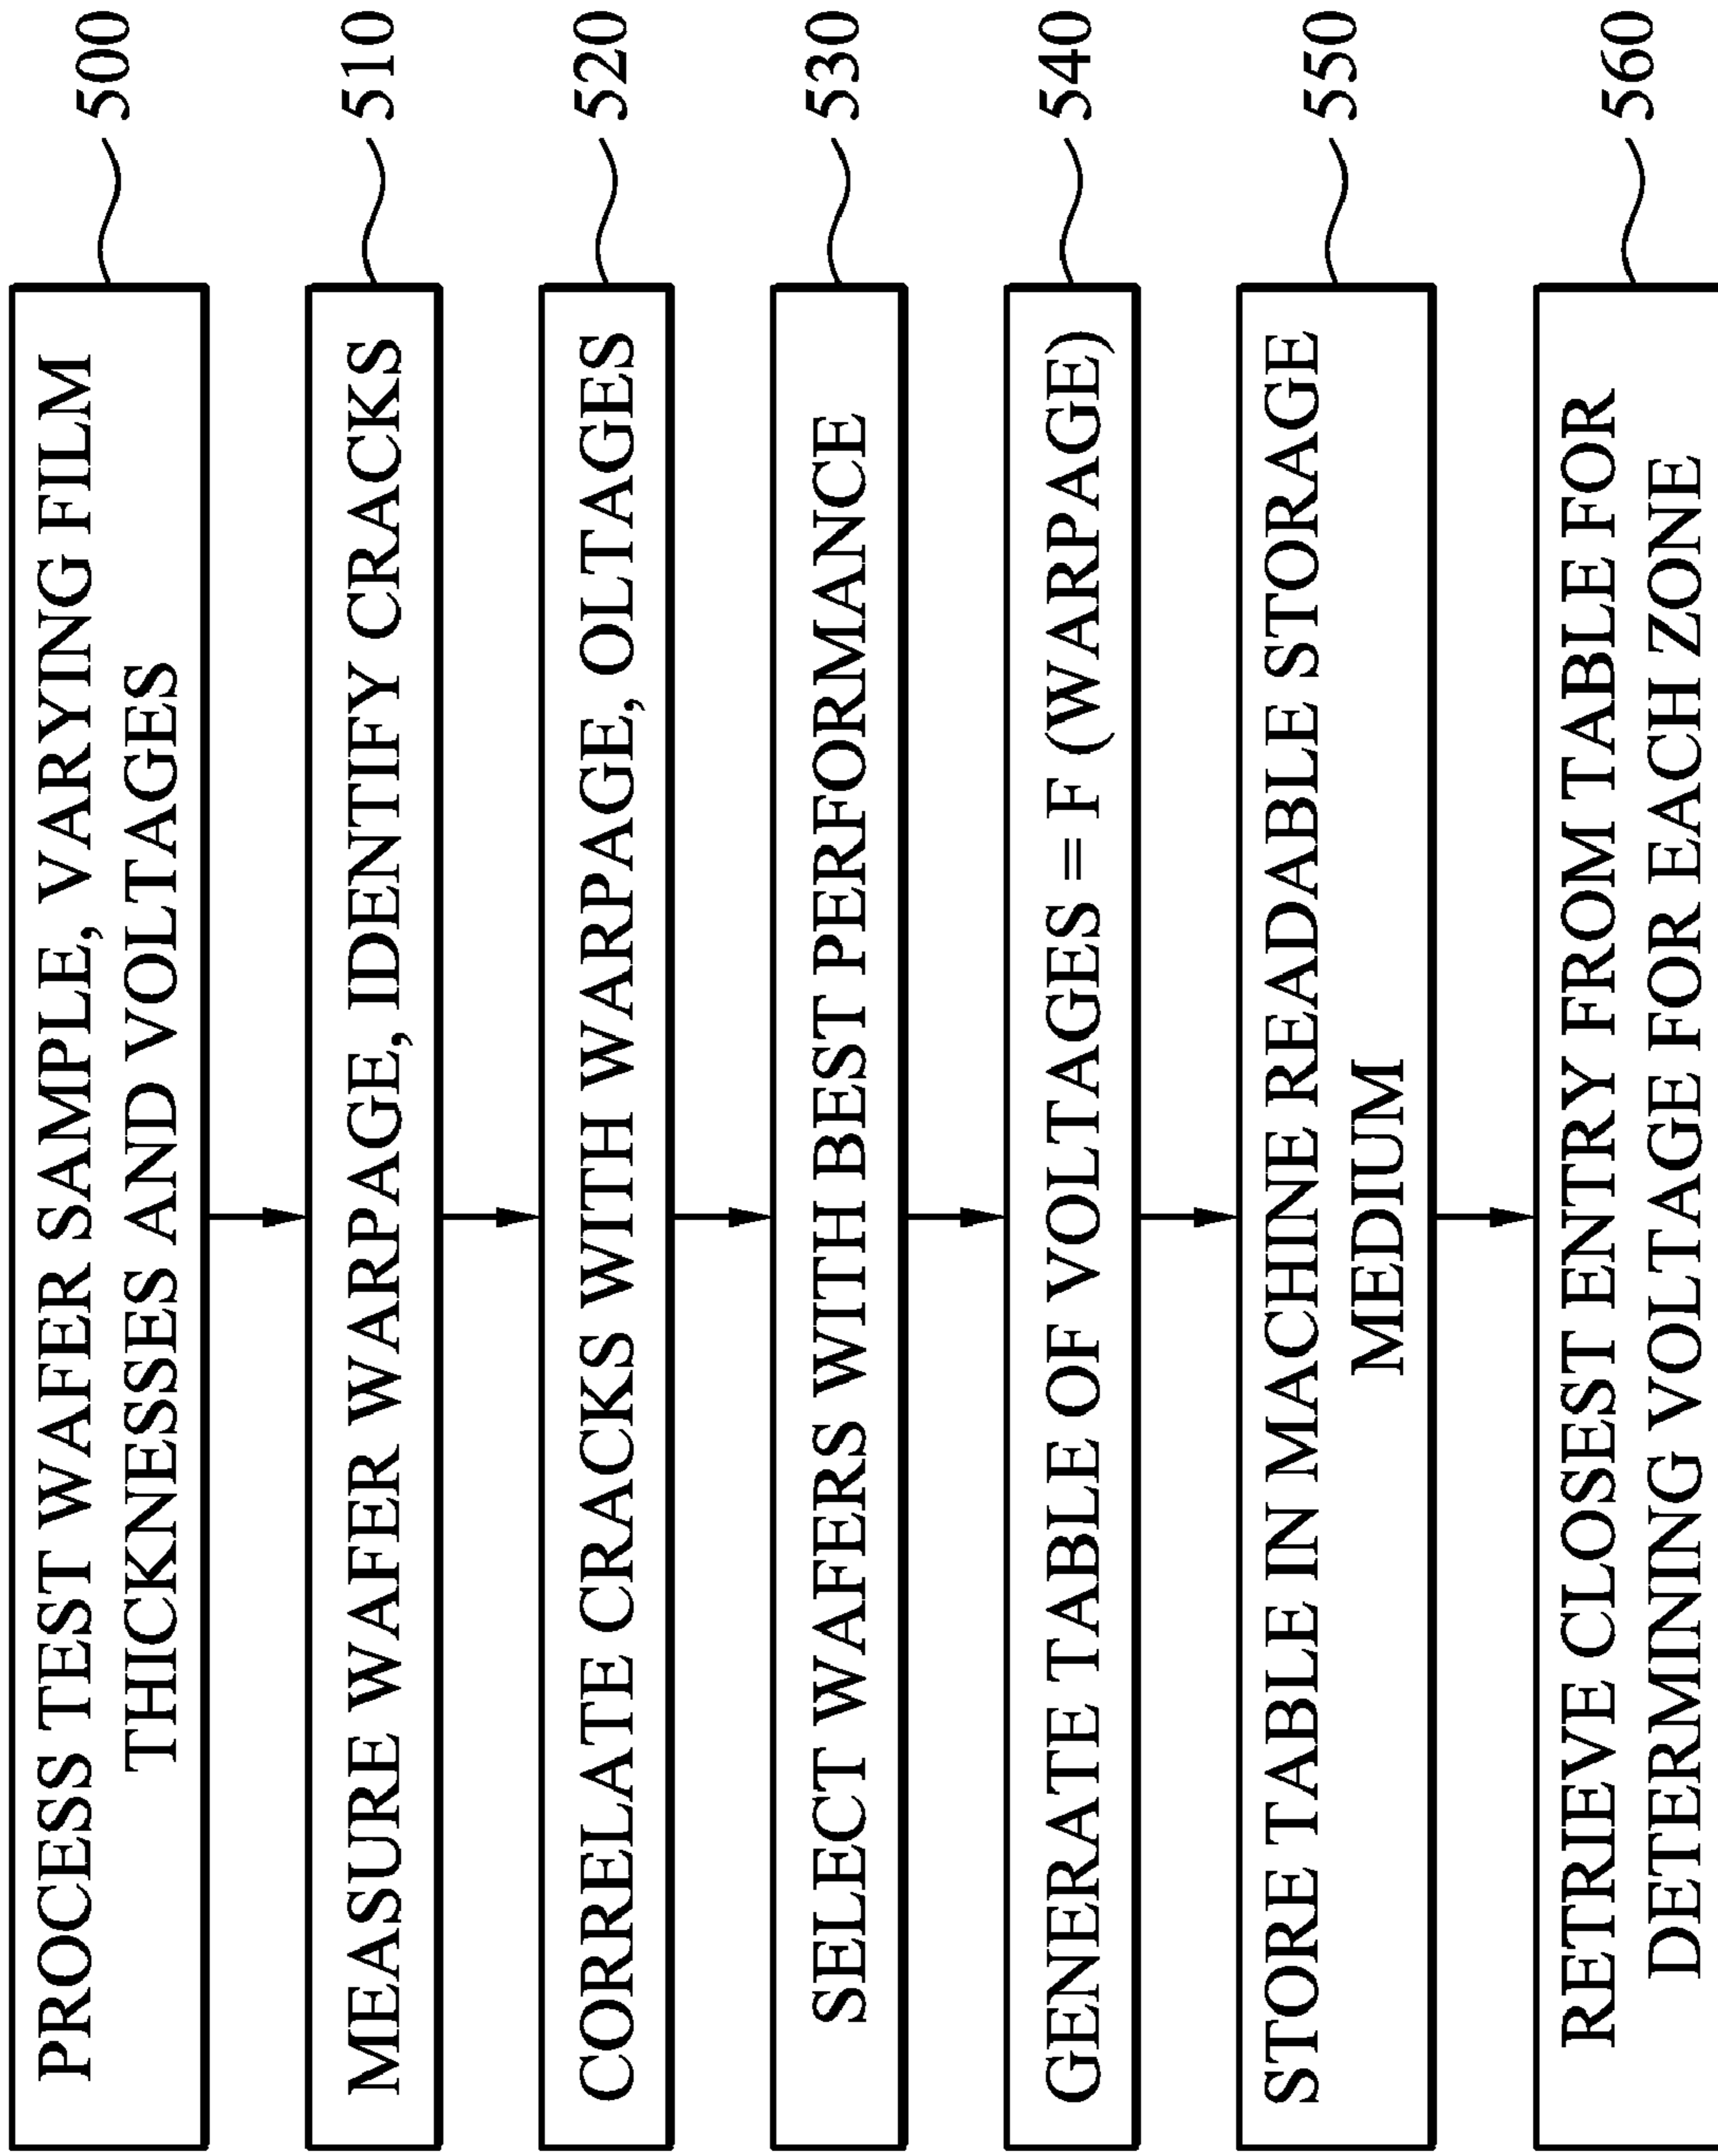 PROCESS TEST WAFER SAMPLE, VARYING FILM
THICKNESSES AND VOLTAGES
500
MEASURE WAFER WARPAGE, IDENTIFY CRACKS
510
CORRELATE CRACKS WITH WARPAGE, OLTAGES
520
SELECT WAFERS WITH BEST PERFORMANCE
530
GENERATE TABLE OF VOLTAGES = F (WARPAGE)
540
STORE TABLE IN MACHINE READABLE STORAGE
MEDIUM
550
RETRIEVE CLOSEST ENTRY FROM TABLE FOR
DETERMINING VOLTAGE FOR EACH ZONE
560